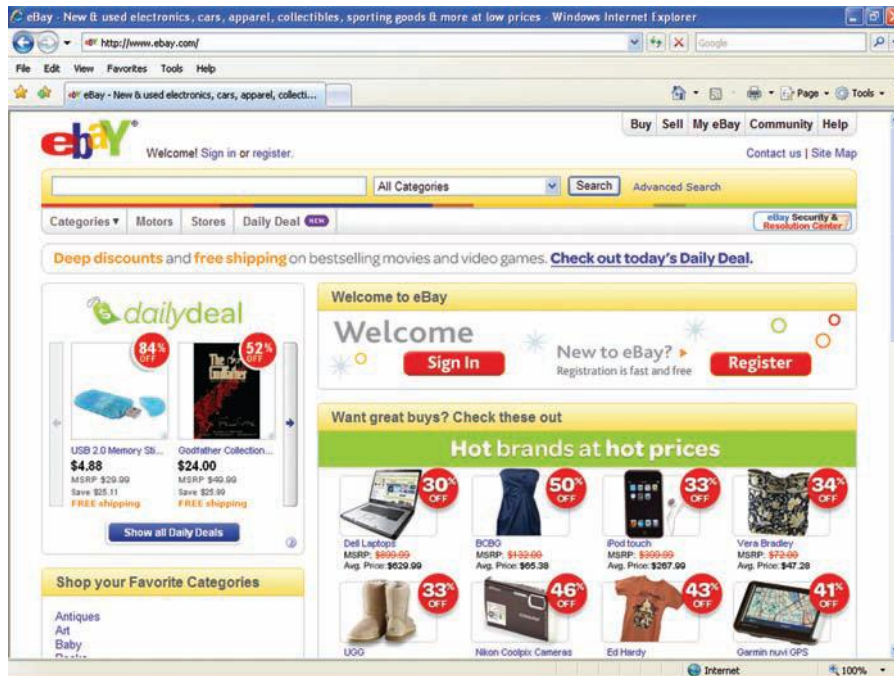 eBay - New & used electronics, cars, apparel, collectibles, sporting goods & more at low prices - Windows Internet Explorer
http://www.ebay.com/
Google
File Edit View Favorites Tools Help
eBay - New & used electronics, cars, apparel, collecti...
Page Tools
Buy Sell My eBay Community Help
ebaY
Welcome! Sign in or register.
Contact us | Site Map
All Categories Search Advanced Search
Categories Motors Stores Daily Deal NEW
eBay Security & Resolution Center
Deep discounts and free shipping on bestselling movies and video games. Check out today's Daily Deal.
dailydeal
84% OFF
52% OFF
The Godfather
USB 2.0 Memory Sti... Godfather Collection...
$4.88 $24.00
MSRP $29.99 MSRP $49.99
Save $25.11 Save $25.99
FREE shipping FREE shipping
Show all Daily Deals
Shop your Favorite Categories
Antiques
Art
Baby
Welcome to eBay
Welcome
Sign In
New to eBay?
Registration is fast and free
Register
Want great buys? Check these out
Hot brands at hot prices
30% OFF 50% OFF 33% OFF 34% OFF
Dell Laptops BCBG iPod touch Vera Bradley
MSRP: $899.99 MSRP: $132.00 MSRP: $399.99 MSRP: $72.00
Avg. Price: $629.99 Avg. Price: $65.38 Avg. Price: $267.99 Avg. Price: $47.28
33% OFF 46% OFF 43% OFF 41% OFF
UGG Nikon Coolpix Cameras Ed Hardy Garmin nuvi GPS
Internet 100%